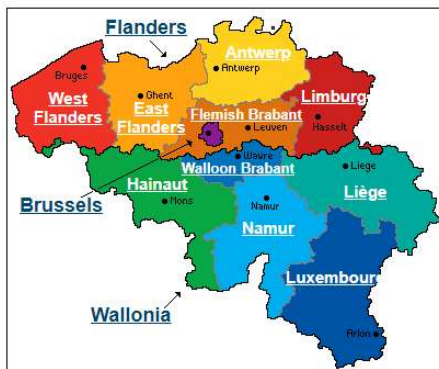 Flanders
Antwerp
Antwerp
Bruges
West
Flanders
Ghent
East
Flanders
Limburg
Hasselt
Flemish Brabant
Leuven
Wavre
Walloon Brabant
Brussels
Hainaut
Mons
Liege
Liège
Namur
Namur
Luxembourg
Wallonia
Arlon